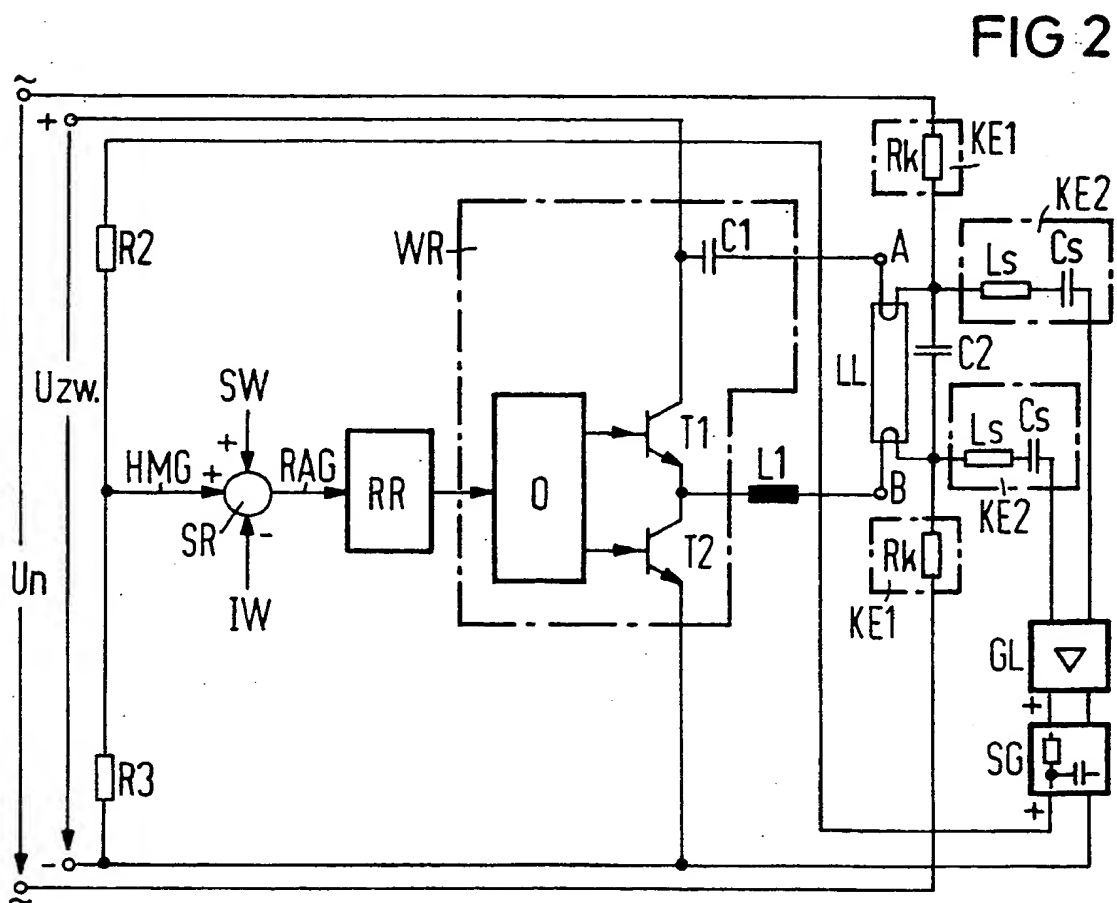 FIG 2
~
+
Rk
KE1
KE2
R2
WR
C1
A
Ls
Cs
Uzw.
SW
LL
C2
+
T1
Ls
Cs
HMG
+
RAG
L1
RR
O
B
KE2
SR
-
T2
Un
Rk
IW
KE1
GL
+
SG
R3
+
-
~